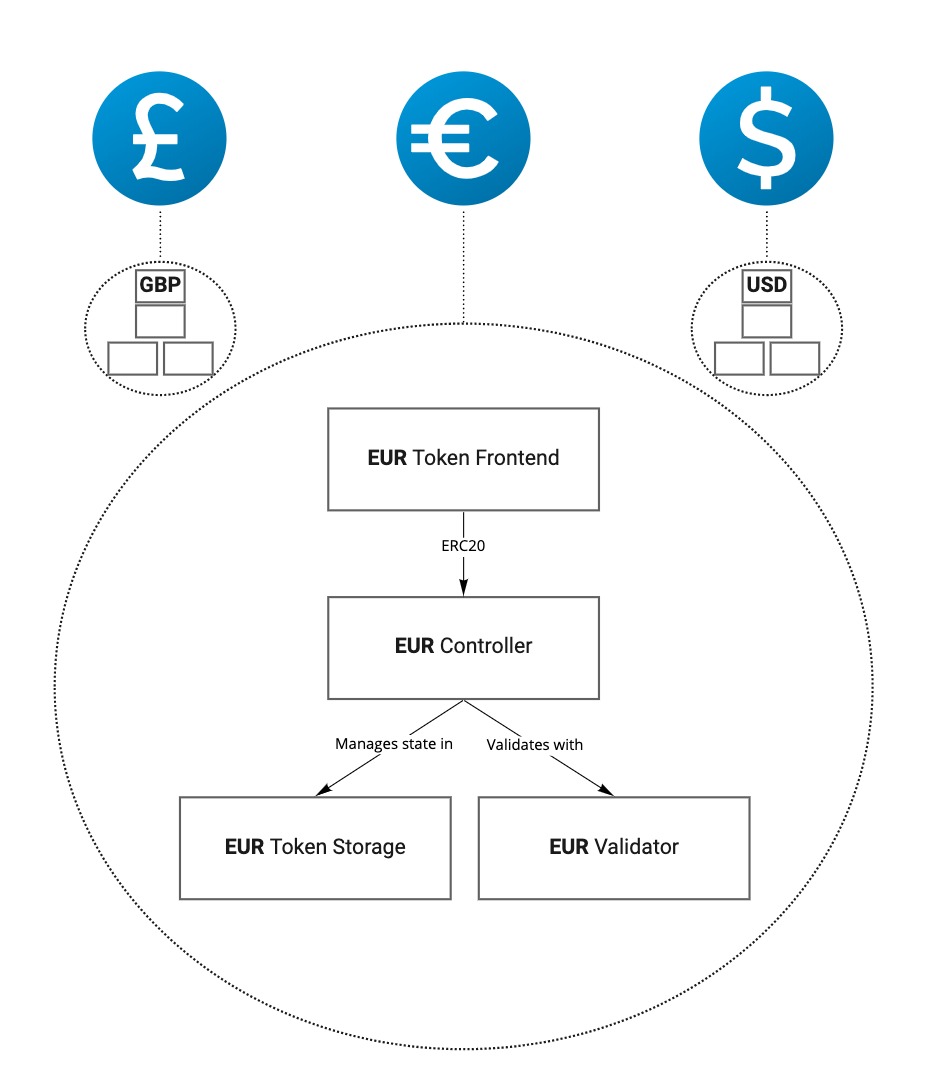 £
€
$
GBP
USD
EUR Token Frontend
ERC20
EUR Controller
Manages state in
Validates with
EUR Token Storage
EUR Validator